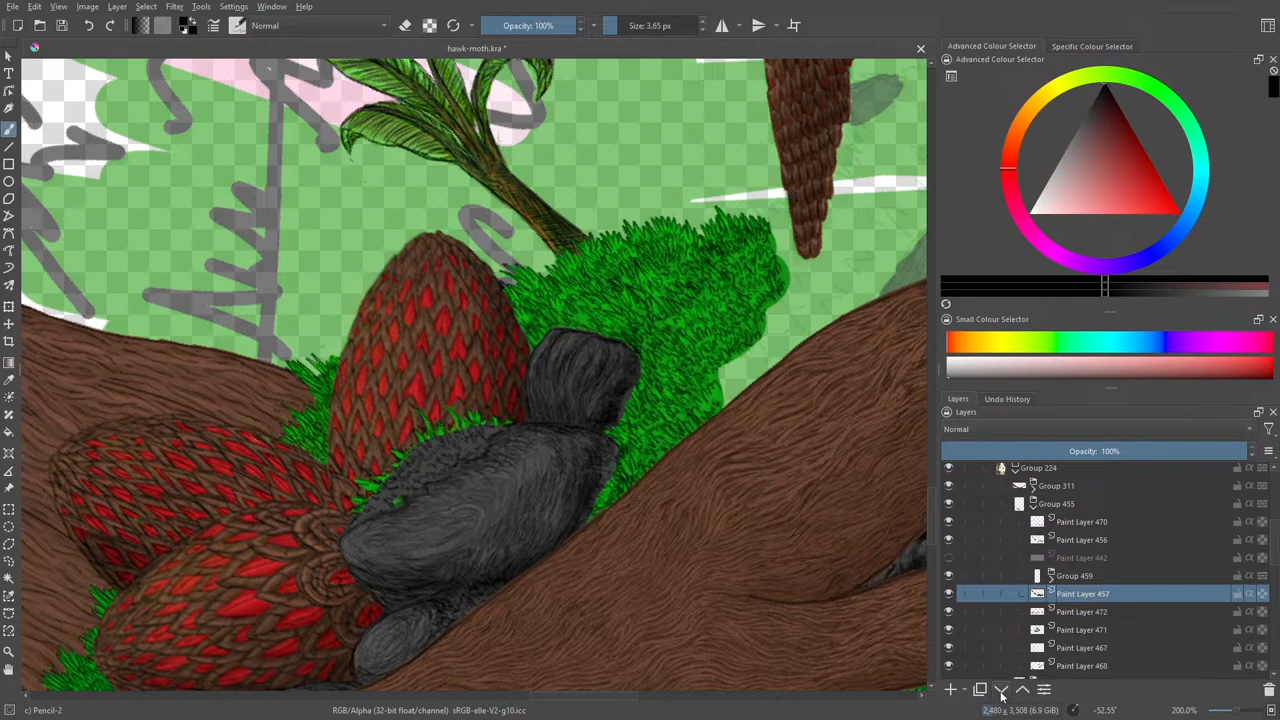 File Edit View Image Layer Select Filter Tools Settings Window Help
Normal Opacity: 100% Size: 3.65 px
hawk-moth.kra *
Advanced Colour Selector Specific Colour Selector
Advanced Colour Selector
Small Colour Selector
Layers Undo History
Layers
Normal
Opacity: 100%
Group 224
Group 311
Group 455
Paint Layer 470
Paint Layer 456
Paint Layer 442
Group 459
Paint Layer 457
Paint Layer 472
Paint Layer 471
Paint Layer 467
Paint Layer 468
c) Pencil-2 RGB/Alpha (32-bit float/channel) sRGB-elle-V2-g10.icc 2,480 x 3,508 (6.9 GiB) -52.55° 200.0%